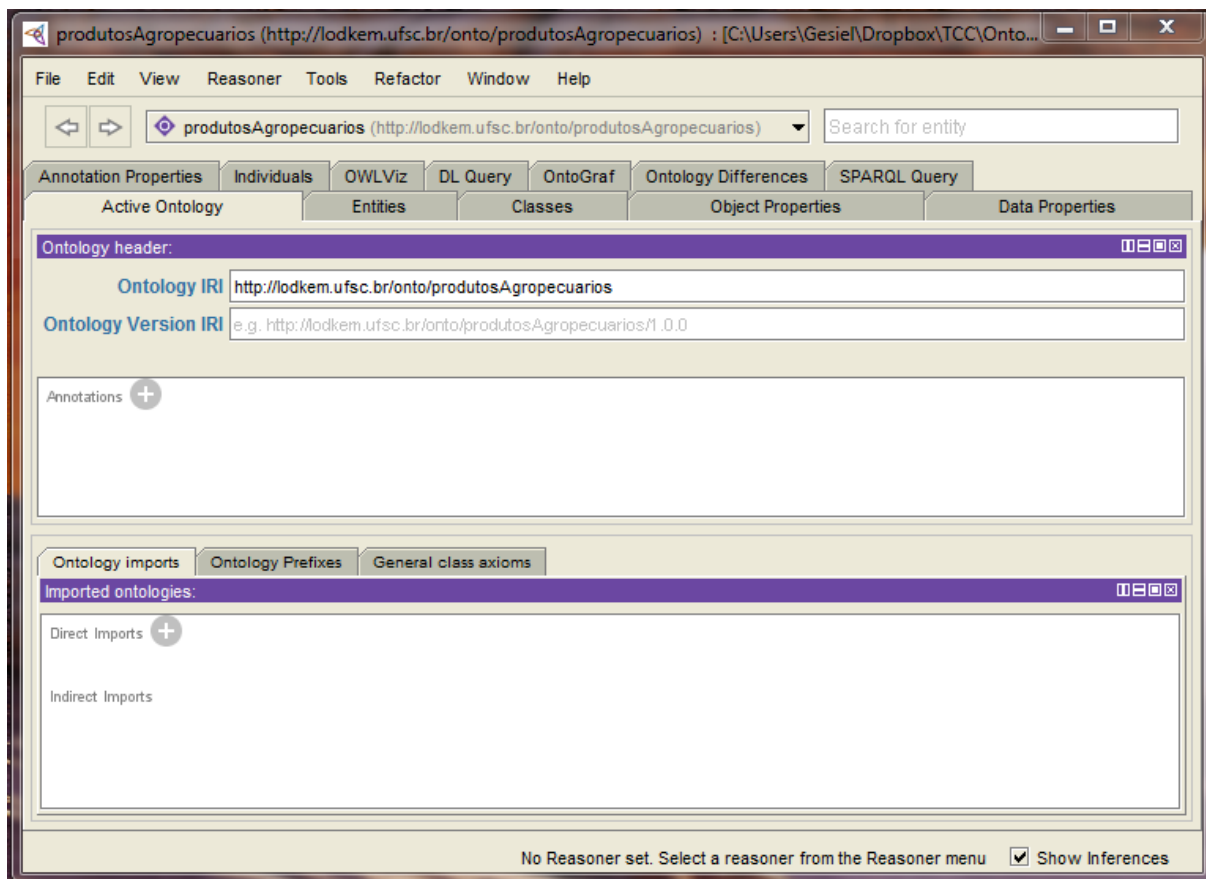 produtosAgropecuarios (http://lodkem.ufsc.br/onto/produtosAgropecuarios) : [C:\Users\Gesiel\Dropbox\TCC\Onto...
File Edit View Reasoner Tools Refactor Window Help
produtosAgropecuarios (http://lodkem.ufsc.br/onto/produtosAgropecuarios) Search for entity
Annotation Properties Individuals OWLViz DL Query OntoGraf Ontology Differences SPARQL Query
Active Ontology Entities Classes Object Properties Data Properties
Ontology header:
Ontology IRI http://lodkem.ufsc.br/onto/produtosAgropecuarios
Ontology Version IRI e.g. http://lodkem.ufsc.br/onto/produtosAgropecuarios/1.0.0
Annotations
Ontology imports Ontology Prefixes General class axioms
Imported ontologies:
Direct Imports
Indirect Imports
No Reasoner set. Select a reasoner from the Reasoner menu Show Inferences